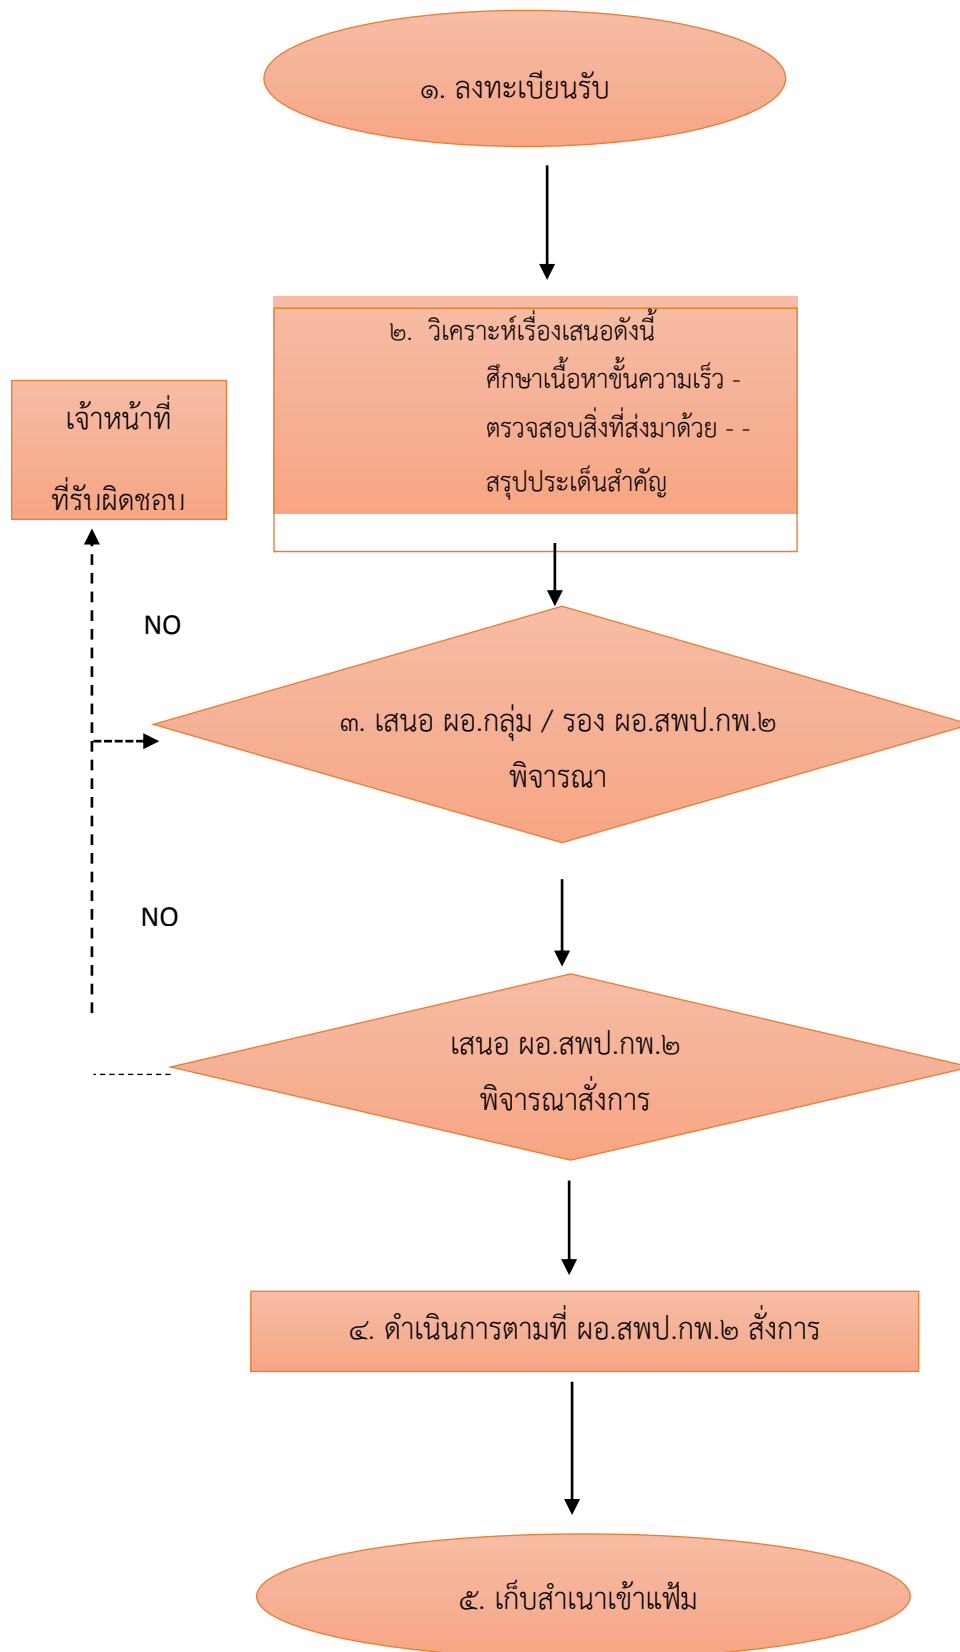 ๑. ลงทะเบียนรับ
๒. วิเคราะห์เรื่องเสนอดังนี้
ศึกษาเนื้อหาขั้นความเร็ว -
ตรวจสอบสิ่งที่ส่งมาด้วย - -
สรุปประเด็นสำคัญ
เจ้าหน้าที่
ที่รับผิดชอบ
NO
๓. เสนอ ผอ.กลุ่ม / รอง ผอ.สพป.กพ.๒
พิจารณา
NO
เสนอ ผอ.สพป.กพ.๒
พิจารณาสั่งการ
๔. ดำเนินการตามที่ ผอ.สพป.กพ.๒ สั่งการ
๕. เก็บสำเนาเข้าแฟ้ม